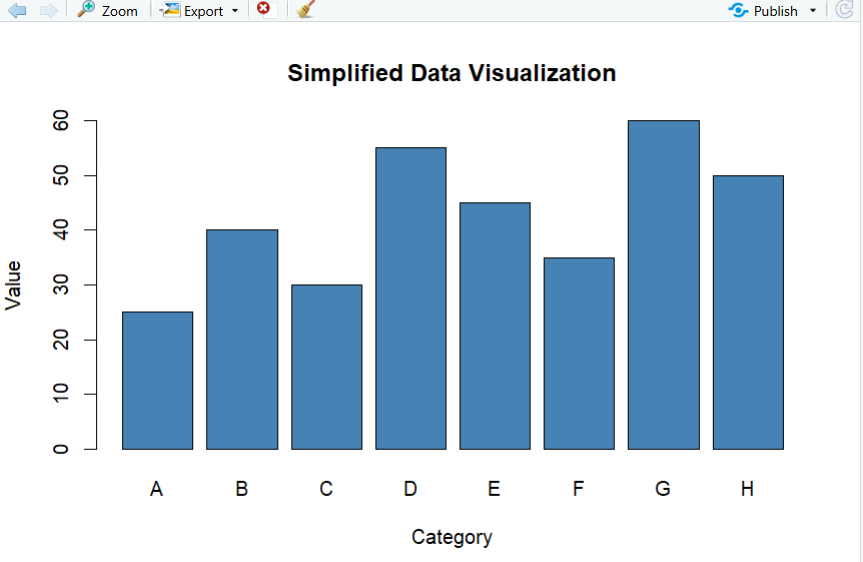 Zoom Export Publish
Simplified Data Visualization
60
50
40
30
20
10
0
Value
A B C D E F G H
Category